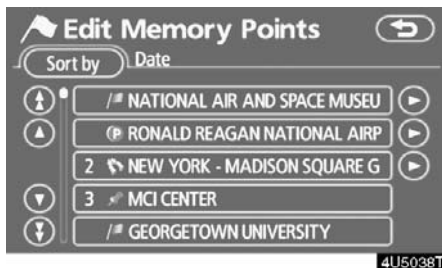 Edit Memory Points
Sort by Date
NATIONAL AIR AND SPACE MUSEU
P RONALD REAGAN NATIONAL AIRP
2 NEW YORK - MADISON SQUARE G
3 MCI CENTER
GEORGETOWN UNIVERSITY
4U5038T